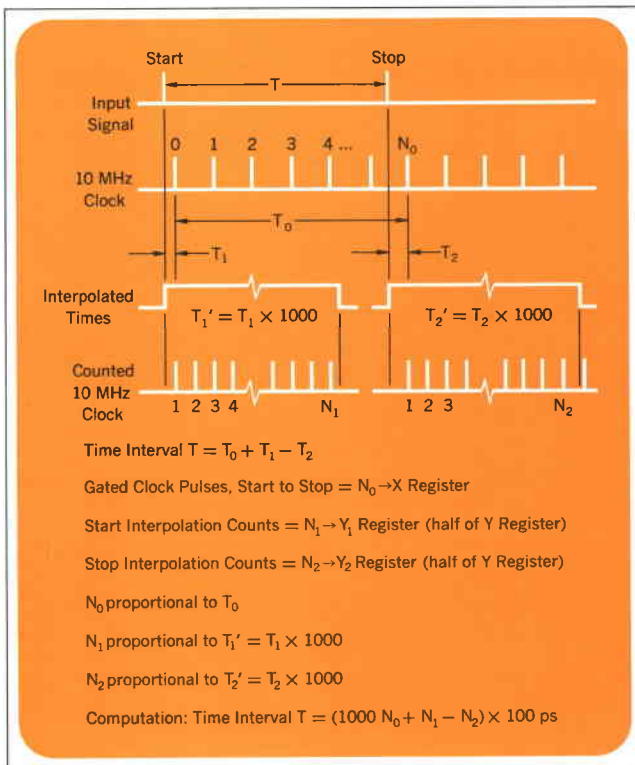 Start Stop
T
Input
Signal
0 1 2 3 4 ... N₀
10 MHz
Clock
T₀
T₁ T₂
Interpolated
Times
T₁′ = T₁ × 1000 T₂′ = T₂ × 1000
Counted
10 MHz
Clock
1 2 3 4 N₁ 1 2 3 N₂
Time Interval T = T₀ + T₁ − T₂
Gated Clock Pulses, Start to Stop = N₀→X Register
Start Interpolation Counts = N₁→Y₁ Register (half of Y Register)
Stop Interpolation Counts = N₂→Y₂ Register (half of Y Register)
N₀ proportional to T₀
N₁ proportional to T₁′ = T₁ × 1000
N₂ proportional to T₂′ = T₂ × 1000
Computation: Time Interval T = (1000 N₀ + N₁ − N₂) × 100 ps